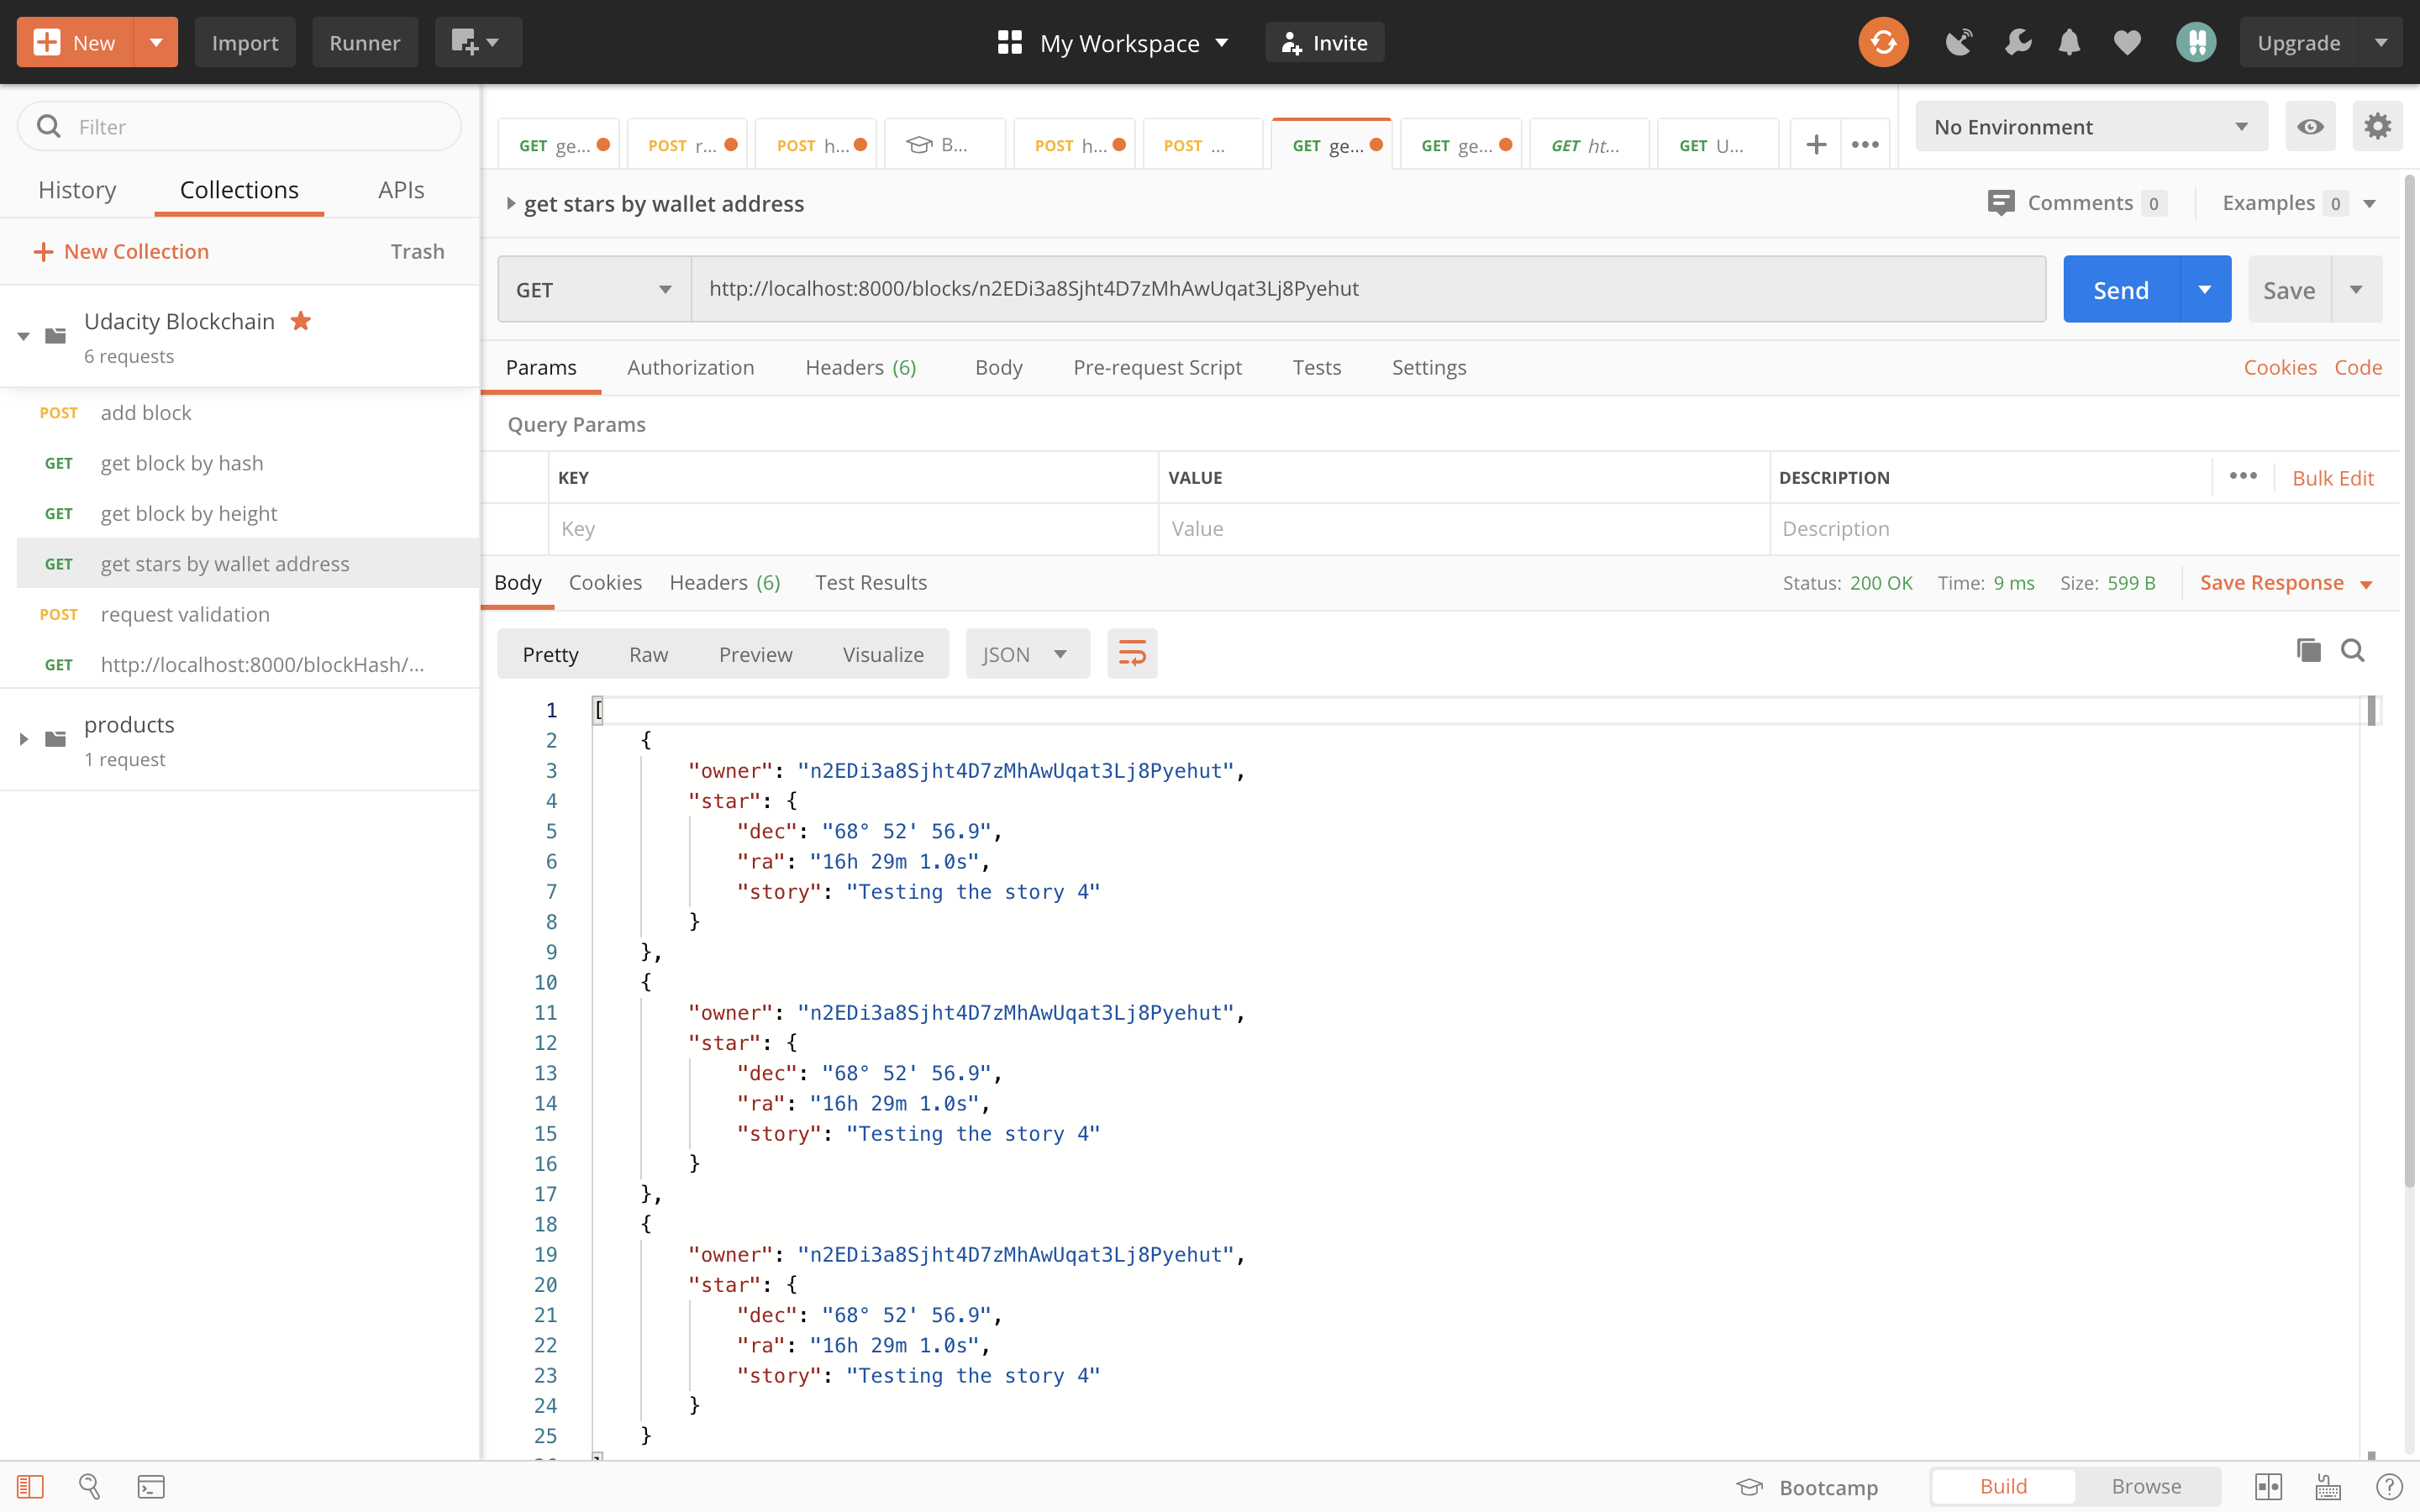 New
Import
Runner
My Workspace
Invite
Upgrade
Filter
History Collections APIs
New Collection Trash
Udacity Blockchain
6 requests
POST add block
GET get block by hash
GET get block by height
GET get stars by wallet address
POST request validation
GET http://localhost:8000/blockHash/...
products
1 request
GET ge...
POST r...
POST h...
B...
POST h...
POST ...
GET ge...
GET ge...
GET ht...
GET U...
No Environment
get stars by wallet address
Comments 0
Examples 0
GET
http://localhost:8000/blocks/n2EDi3a8Sjht4D7zMhAwUqat3Lj8Pyehut
Send
Save
Params Authorization Headers (6) Body Pre-request Script Tests Settings
Cookies Code
Query Params
KEY VALUE DESCRIPTION
Bulk Edit
Key Value Description
Body Cookies Headers (6) Test Results
Status: 200 OK Time: 9 ms Size: 599 B
Save Response
Pretty Raw Preview Visualize
JSON
1 [
2 {
3 "owner": "n2EDi3a8Sjht4D7zMhAwUqat3Lj8Pyehut",
4 "star": {
5 "dec": "68° 52' 56.9",
6 "ra": "16h 29m 1.0s",
7 "story": "Testing the story 4"
8 }
9 },
10 {
11 "owner": "n2EDi3a8Sjht4D7zMhAwUqat3Lj8Pyehut",
12 "star": {
13 "dec": "68° 52' 56.9",
14 "ra": "16h 29m 1.0s",
15 "story": "Testing the story 4"
16 }
17 },
18 {
19 "owner": "n2EDi3a8Sjht4D7zMhAwUqat3Lj8Pyehut",
20 "star": {
21 "dec": "68° 52' 56.9",
22 "ra": "16h 29m 1.0s",
23 "story": "Testing the story 4"
24 }
25 }
Bootcamp
Build
Browse